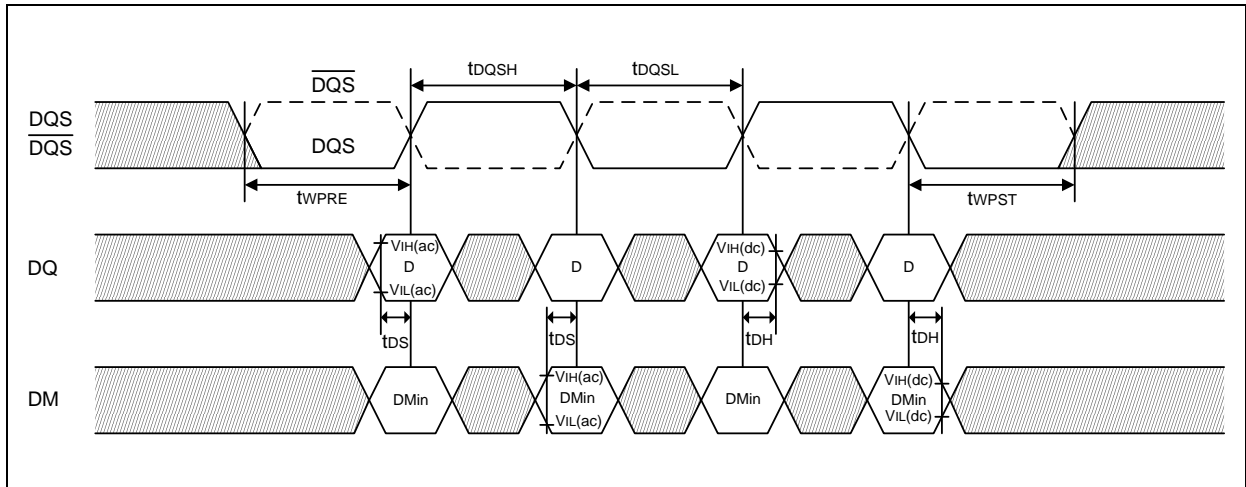 DQS tDQSH tDQSL
DQS
DQS
DQS
tWPRE tWPST
DQ
VIH(ac)
D
VIL(ac)
D
VIH(dc)
D
VIL(dc)
D
tDS tDS tDH tDH
DM
DMin
VIH(ac)
DMin
VIL(ac)
DMin
VIH(dc)
DMin
VIL(dc)